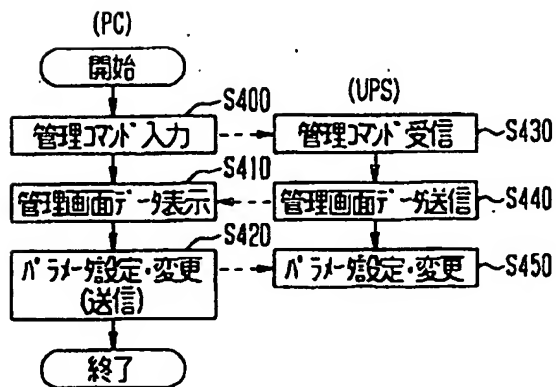 (PC)
開始
S400
(UPS)
管理コマンド入力
管理コマンド受信
S430
S410
管理画面データ表示
管理画面データ送信
S440
S420
パラメータ設定・変更
(送信)
パラメータ設定・変更
S450
終了